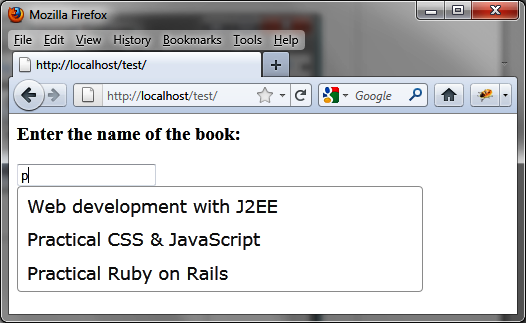 Mozilla Firefox
File Edit View History Bookmarks Tools Help
http://localhost/test/
http://localhost/test/ Google
Enter the name of the book:
p
Web development with J2EE
Practical CSS & JavaScript
Practical Ruby on Rails